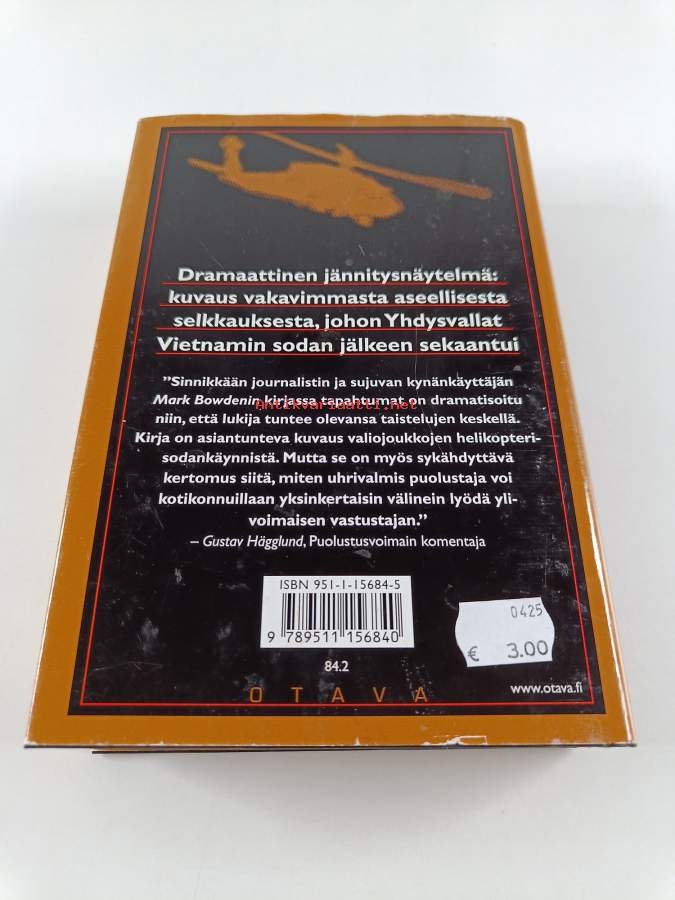 Dramaattinen jännitysnäytelmä:
kuvaus vakavimmasta aseellisesta
selkkauksesta, johon Yhdysvallat
Vietnamin sodan jälkeen sekaantui
”Sinnikkään journalistin ja sujuvan kynänkäyttäjän
Mark Bowdenin kirjassa tapahtumat on dramatisoitu
Antikvariaatti.net
niin, että lukija tuntee olevansa taistelujen keskellä.
Kirja on asiantunteva kuvaus valiojoukkojen helikopteri-
sodankäynnistä. Mutta se on myös sykähdyttävä
kertomus siitä, miten uhrivalmis puolustaja voi
kotikonnuillaan yksinkertaisin välinein lyödä yli-
voimaisen vastustajan.”
– Gustav Hägglund, Puolustusvoimain komentaja
ISBN 951-1-15684-5
9 789511 156840
0425
€ 3.00
84.2
OTAVA
www.otava.fi